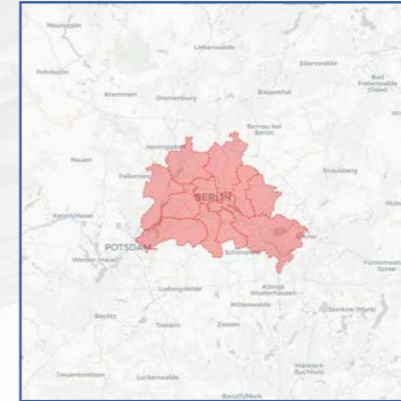 Neuruppin
Linkenwalde
Eberswalde
Fehrbellin
Bad
Freienwalde
(Oder)
Kremmen
Oranienburg
Biesenthal
Bernau bei
Berlin
Hennigsdorf
Nauen
Falkensee
Strausberg
BERLIN
Ketzin/Havel
POTSDAM
Werder (Havel)
Schönefeld
Fürstenwalde
Spree
Ludwigsfelde
Königs
Wusterhausen
Mittenwalde
Storkow (Mark)
Beelitz
Trebbin
Zossen
Märkisch
Buchholz
Treuenbrietzen
Luckenwalde
Baruth/Mark